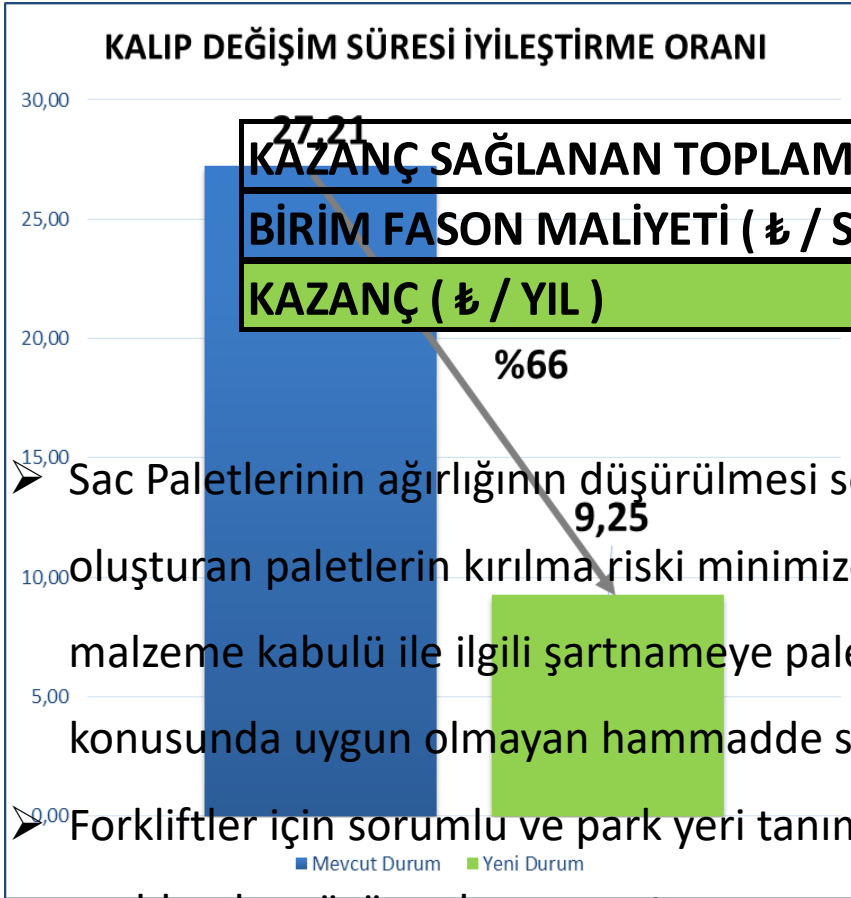 KALIP DEĞİŞİM SÜRESİ İYİLEŞTİRME ORANI
30,00
27,21
KAZANÇ SAĞLANAN TOPLAM
25,00
BİRİM FASON MALİYETİ ( ₺ / S
KAZANÇ ( ₺ / YIL )
20,00
%66
15,00
➢ Sac Paletlerinin ağırlığının düşürülmesi
9,25
10,00
oluşturan paletlerin kırılma riski
malzeme kabulü ile ilgili şartnameye
5,00
konusunda uygun olmayan hammadde
0,00
➢ Forkliftler için sorumlu ve park yeri
Mevcut Durum Yeni Durum